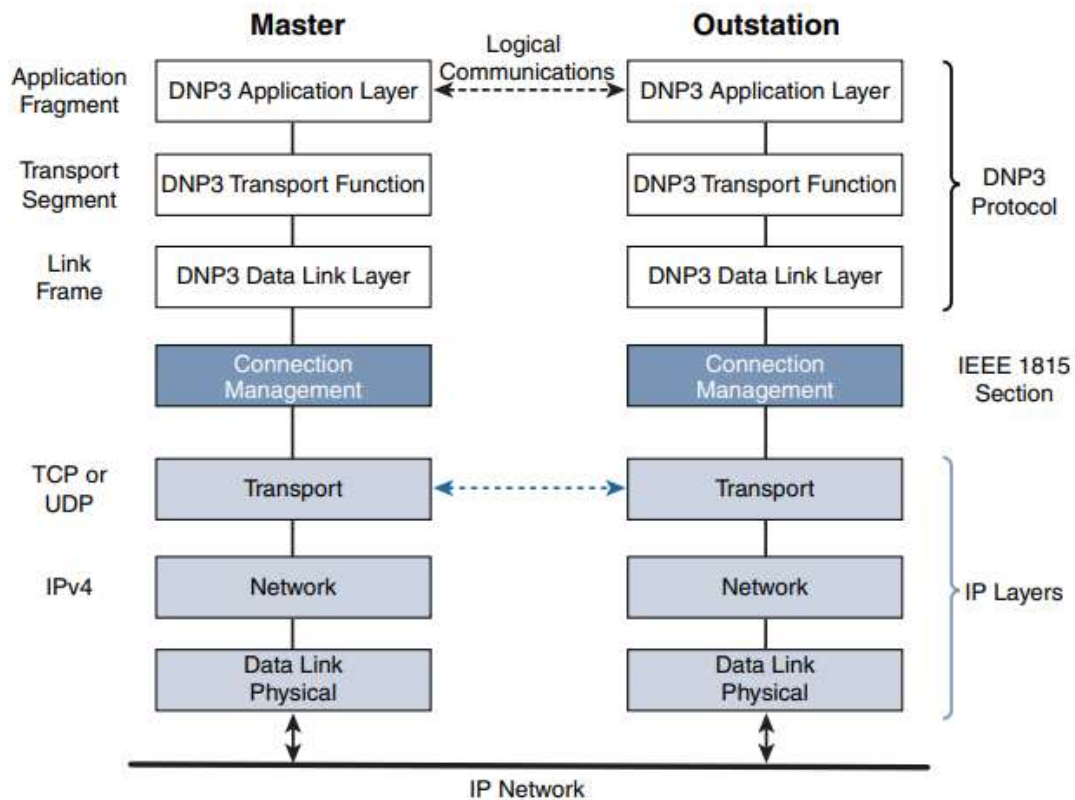 Master
Outstation
Logical
Communications
Application
Fragment
DNP3 Application Layer
DNP3 Application Layer
Transport
Segment
DNP3 Transport Function
DNP3 Transport Function
DNP3
Protocol
Link
Frame
DNP3 Data Link Layer
DNP3 Data Link Layer
Connection
Management
Connection
Management
IEEE 1815
Section
TCP or
UDP
Transport
Transport
IPv4
Network
Network
IP Layers
Data Link
Physical
Data Link
Physical
IP Network